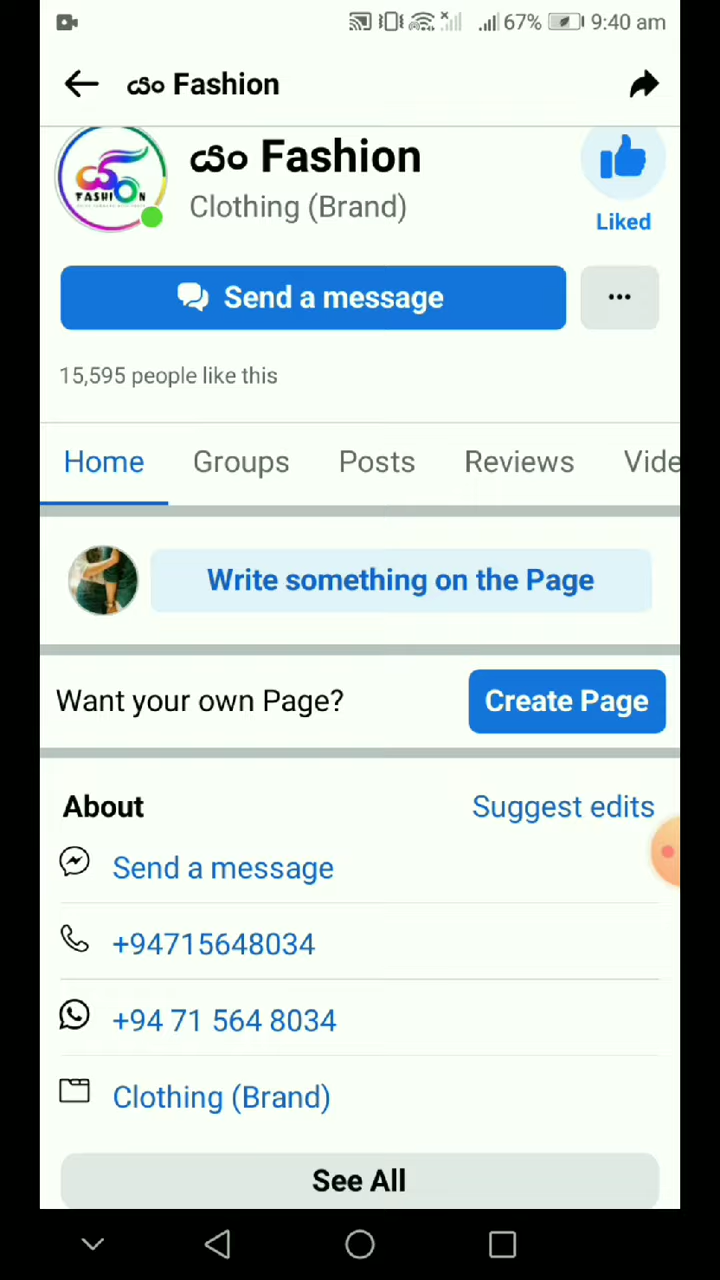 67% 9:40 am
යං Fashion
යං Fashion
Clothing (Brand)
FASHION
Liked
Send a message
15,595 people like this
Home Groups Posts Reviews Vide
Write something on the Page
Want your own Page? Create Page
About Suggest edits
Send a message
+94715648034
+94 71 564 8034
Clothing (Brand)
See All